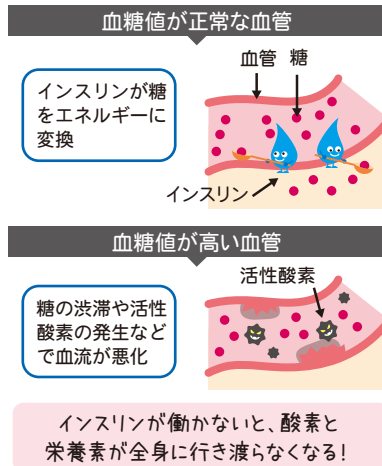 血糖値が正常な血管
血管 糖
インスリンが糖
をエネルギーに
変換
インスリン
血糖値が高い血管
活性酸素
糖の渋滞や活性
酸素の発生など
で血流が悪化
インスリンが働かないと、酸素と
栄養素が全身に行き渡らなくなる!